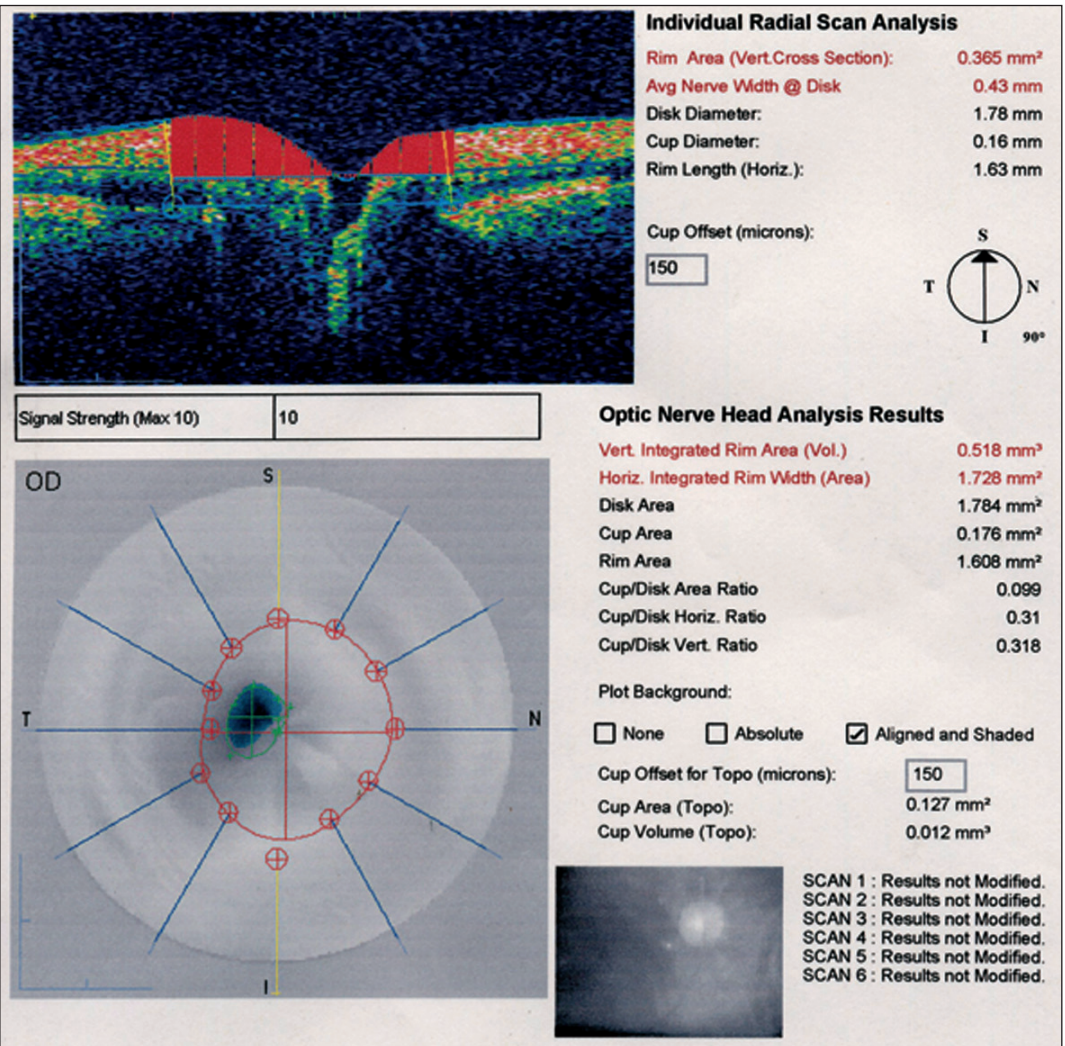 Individual Radial Scan Analysis
Rim Area (Vert.Cross Section): 0.365 mm²
Avg Nerve Width @ Disk 0.43 mm
Disk Diameter: 1.78 mm
Cup Diameter: 0.16 mm
Rim Length (Horiz.): 1.63 mm
Cup Offset (microns):
150
S
T N
I 90°
Signal Strength (Max 10) 10
Optic Nerve Head Analysis Results
Vert. Integrated Rim Area (Vol.) 0.518 mm³
Horiz. Integrated Rim Width (Area) 1.728 mm²
Disk Area 1.784 mm²
Cup Area 0.176 mm²
Rim Area 1.608 mm²
Cup/Disk Area Ratio 0.099
Cup/Disk Horiz. Ratio 0.31
Cup/Disk Vert. Ratio 0.318
OD
S
T N
I
Plot Background:
None Absolute Aligned and Shaded
Cup Offset for Topo (microns): 150
Cup Area (Topo): 0.127 mm²
Cup Volume (Topo): 0.012 mm³
SCAN 1 : Results not Modified.
SCAN 2 : Results not Modified.
SCAN 3 : Results not Modified.
SCAN 4 : Results not Modified.
SCAN 5 : Results not Modified.
SCAN 6 : Results not Modified.